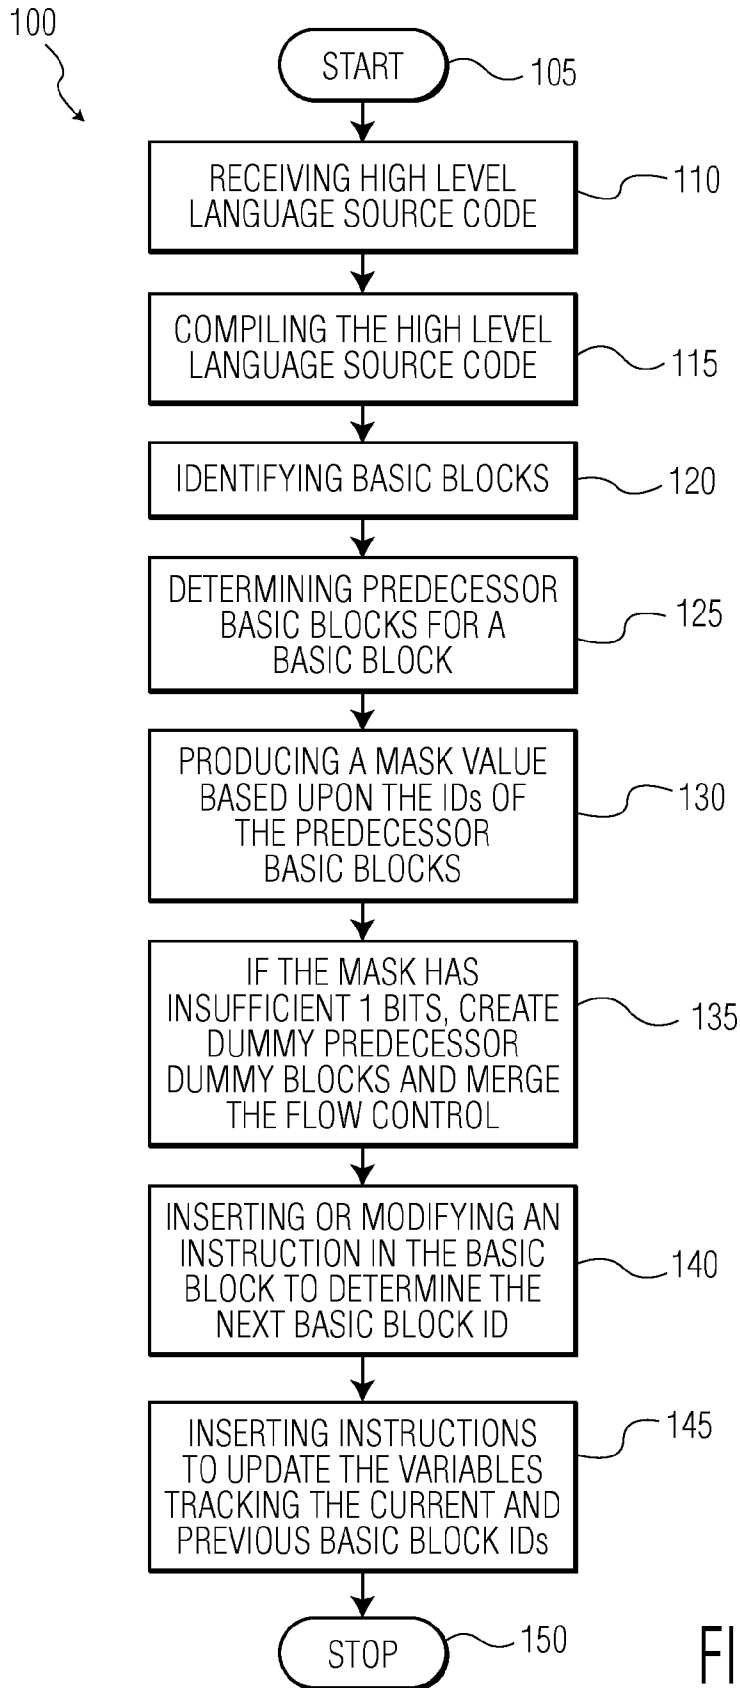 100
START
105
RECEIVING HIGH LEVEL
LANGUAGE SOURCE CODE
110
COMPILING THE HIGH LEVEL
LANGUAGE SOURCE CODE
115
IDENTIFYING BASIC BLOCKS
120
DETERMINING PREDECESSOR
BASIC BLOCKS FOR A
BASIC BLOCK
125
PRODUCING A MASK VALUE
BASED UPON THE IDs OF
THE PREDECESSOR
BASIC BLOCKS
130
IF THE MASK HAS
INSUFFICIENT 1 BITS, CREATE
DUMMY PREDECESSOR
DUMMY BLOCKS AND MERGE
THE FLOW CONTROL
135
INSERTING OR MODIFYING AN
INSTRUCTION IN THE BASIC
BLOCK TO DETERMINE THE
NEXT BASIC BLOCK ID
140
INSERTING INSTRUCTIONS
TO UPDATE THE VARIABLES
TRACKING THE CURRENT AND
PREVIOUS BASIC BLOCK IDs
145
STOP
150
FI